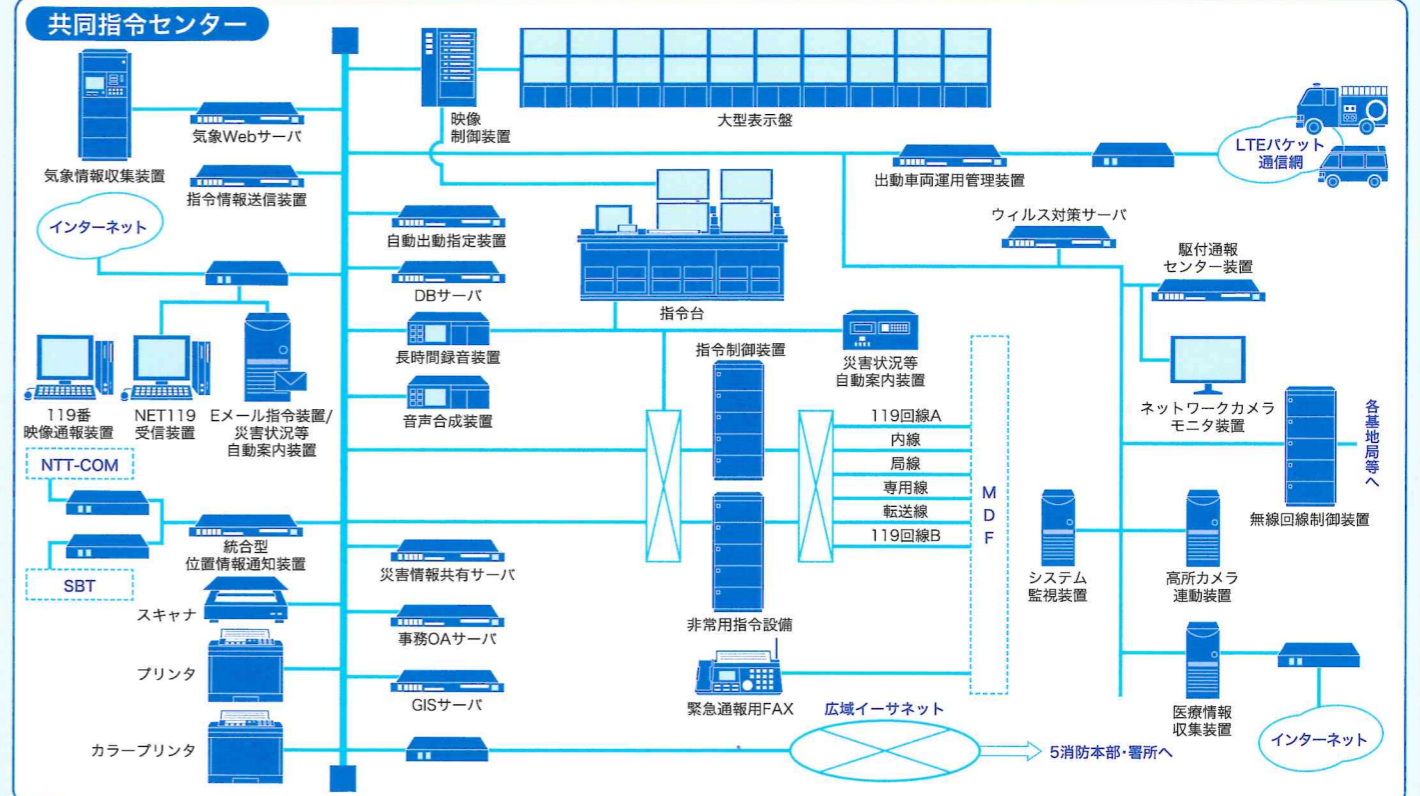 共同指令センター
気象情報収集装置
気象Webサーバ
指令情報送信装置
インターネット
119番
映像通報装置
NET119
受信装置
Eメール指令装置/
災害状況等
自動案内装置
NTT-COM
SBT
統合型
位置情報通知装置
スキャナ
プリンタ
カラープリンタ
映像
制御装置
大型表示盤
自動出動指定装置
DBサーバ
長時間録音装置
音声合成装置
災害情報共有サーバ
事務OAサーバ
GISサーバ
指令台
指令制御装置
非常用指令設備
緊急通報用FAX
災害状況等
自動案内装置
119回線A
内線
局線
専用線
転送線
119回線B
M
D
F
広域イーサネット
5消防本部・署所へ
出動車両運用管理装置
LTEパケット
通信網
ウィルス対策サーバ
駆付通報
センター装置
ネットワークカメラ
モニタ装置
各基地局等へ
無線回線制御装置
システム
監視装置
高所カメラ
連動装置
医療情報
収集装置
インターネット